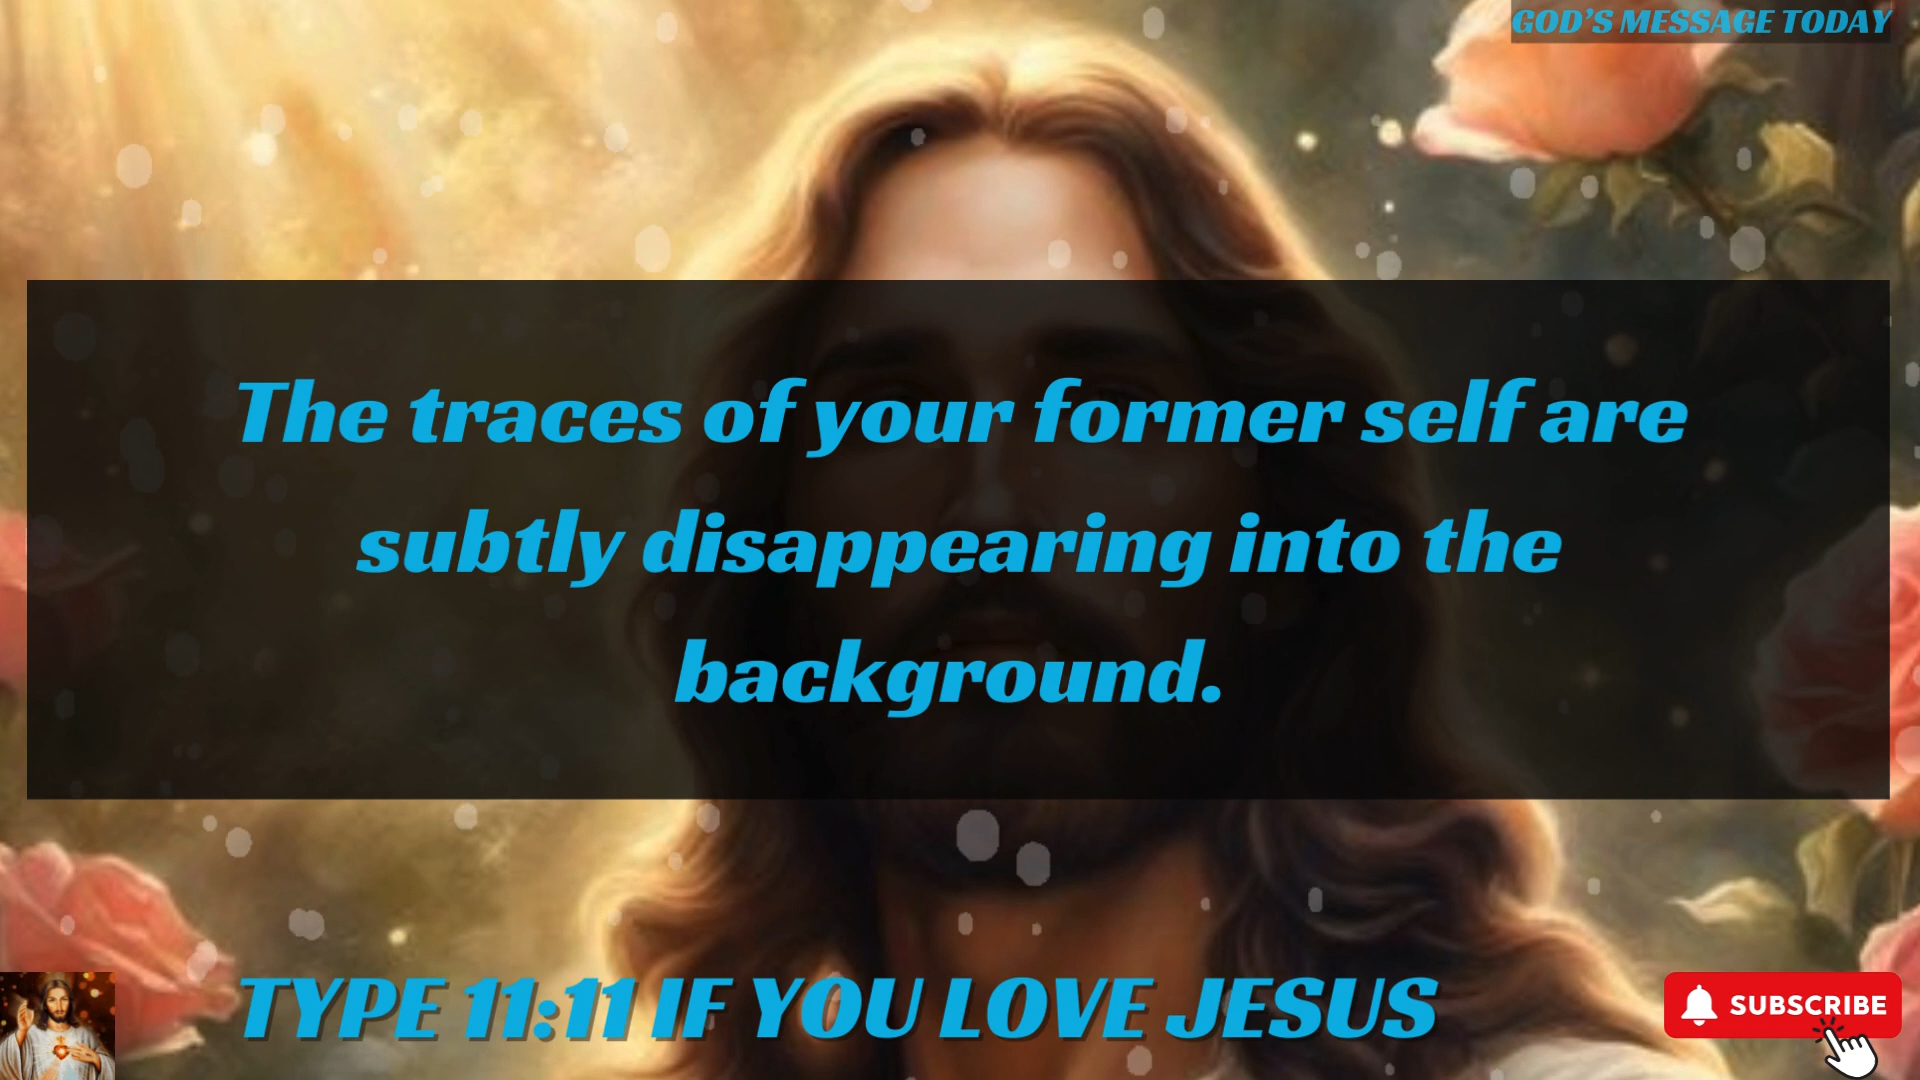 GOD'S MESSAGE TODAY
The traces of your former self are
subtly disappearing into the
background.
TYPE 11:11 IF YOU LOVE JESUS
SUBSCRIBE